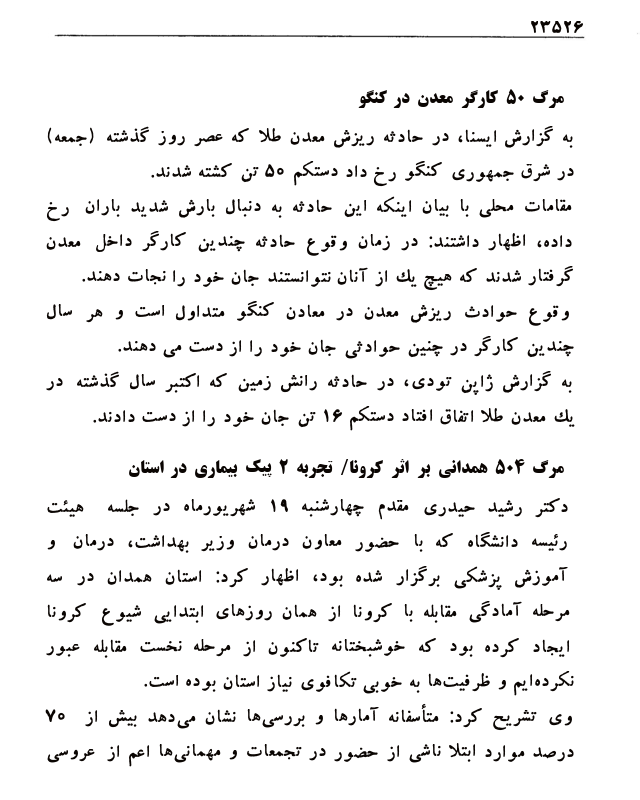 ۲۳۵۲۶
مرگ ۵۰ کارگر معدن در کنگو
به گزارش ایسنا، در حادثه ریزش معدن طلا که عصر روز گذشته (جمعه)
در شرق جمهوری کنگو رخ داد دستکم ۵۰ تن کشته شدند.
مقامات محلی با بیان اینکه این حادثه به دنبال بارش شدید باران رخ
داده، اظهار داشتند: در زمان وقوع حادثه چندین کارگر داخل معدن
گرفتار شدند که هیچ یك از آنان نتوانستند جان خود را نجات دهند.
وقوع حوادث ریزش معدن در معادن کنگو متداول است و هر سال
چندین کارگر در چنین حوادثی جان خود را از دست می دهند.
به گزارش ژاپن تودی، در حادثه رانش زمین که اکتبر سال گذشته در
یك معدن طلا اتفاق افتاد دستکم ۱۶ تن جان خود را از دست دادند.
مرگ ۵۰۴ همدانی بر اثر کرونا/ تجربه ۲ پیک بیماری در استان
دکتر رشید حیدری مقدم چهارشنبه ۱۹ شهریورماه در جلسه هیئت
رئیسه دانشگاه که با حضور معاون درمان وزیر بهداشت، درمان و
آموزش پزشکی برگزار شده بود، اظهار کرد: استان همدان در سه
مرحله آمادگی مقابله با کرونا از همان روزهای ابتدایی شیوع کرونا
ایجاد کرده بود که خوشبختانه تاکنون از مرحله نخست مقابله عبور
نکرده‌ایم و ظرفیت‌ها به خوبی تکافوی نیاز استان بوده است.
وی تشریح کرد: متأسفانه آمارها و بررسی‌ها نشان می‌دهد بیش از ۷۰
درصد موارد ابتلا ناشی از حضور در تجمعات و مهمانی‌ها اعم از عروسی